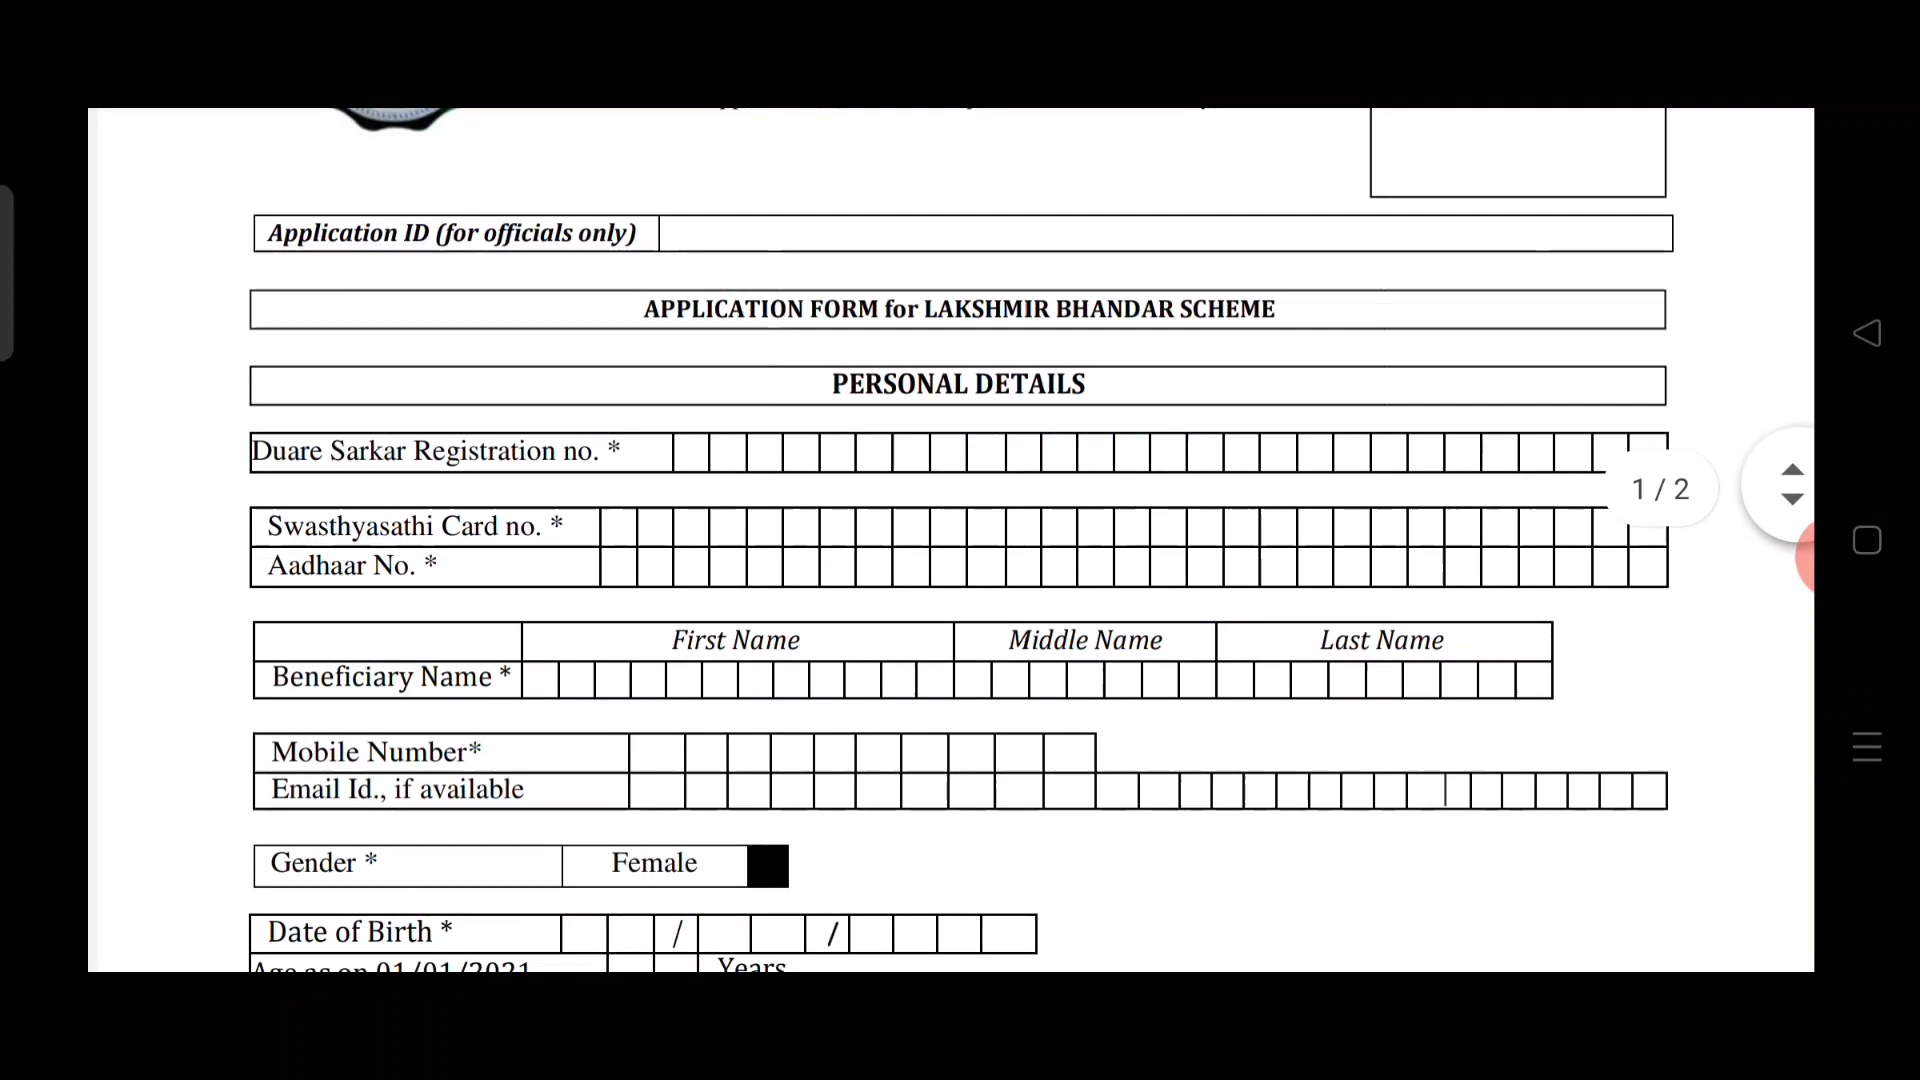 Application ID (for officials only)
APPLICATION FORM for LAKSHMIR BHANDAR SCHEME
PERSONAL DETAILS
Duare Sarkar Registration no. *
1 / 2
Swasthyasathi Card no. *
Aadhaar No. *
First Name Middle Name Last Name
Beneficiary Name *
Mobile Number*
Email Id., if available
Gender * Female
Date of Birth * / /
Age as on 01/01/2021 Years